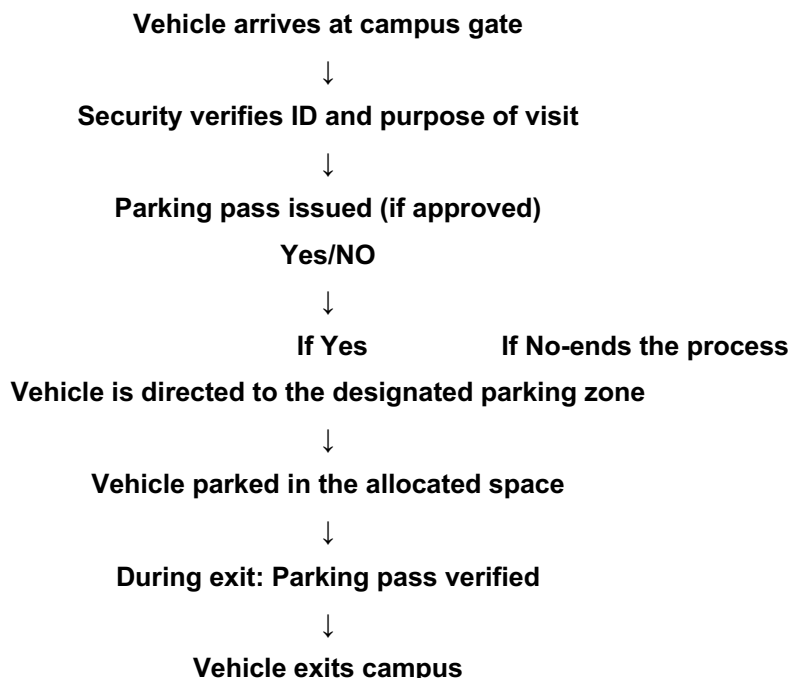 Vehicle arrives at campus gate
↓
Security verifies ID and purpose of visit
↓
Parking pass issued (if approved)
Yes/NO
↓
If Yes If No-ends the process
Vehicle is directed to the designated parking zone
↓
Vehicle parked in the allocated space
↓
During exit: Parking pass verified
↓
Vehicle exits campus